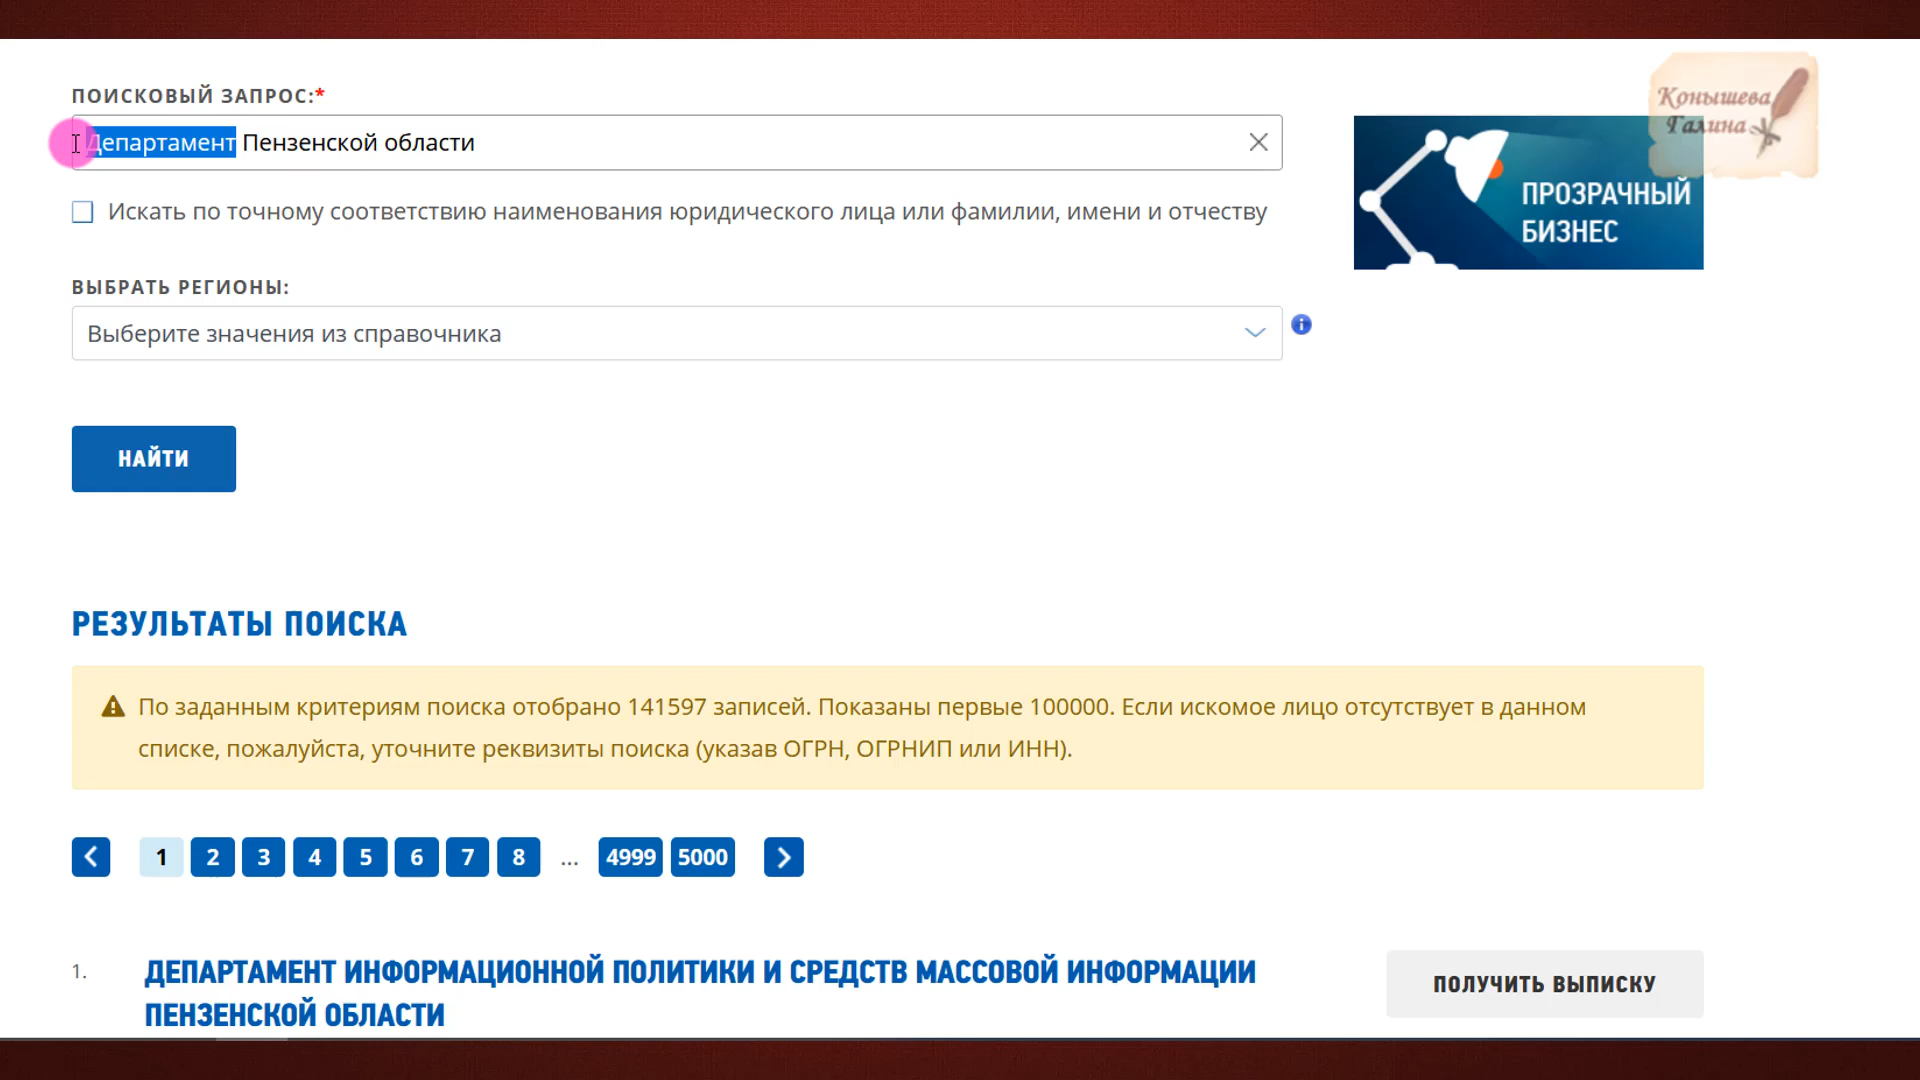 ПОИСКОВЫЙ ЗАПРОС:*
Департамент Пензенской области
Искать по точному соответствию наименования юридического лица или фамилии, имени и отчеству
ВЫБРАТЬ РЕГИОНЫ:
Выберите значения из справочника
НАЙТИ
Конышева
Галина
ПРОЗРАЧНЫЙ
БИЗНЕС
РЕЗУЛЬТАТЫ ПОИСКА
По заданным критериям поиска отобрано 141597 записей. Показаны первые 100000. Если искомое лицо отсутствует в данном
списке, пожалуйста, уточните реквизиты поиска (указав ОГРН, ОГРНИП или ИНН).
1 2 3 4 5 6 7 8 ... 4999 5000
1. ДЕПАРТАМЕНТ ИНФОРМАЦИОННОЙ ПОЛИТИКИ И СРЕДСТВ МАССОВОЙ ИНФОРМАЦИИ
ПЕНЗЕНСКОЙ ОБЛАСТИ
ПОЛУЧИТЬ ВЫПИСКУ